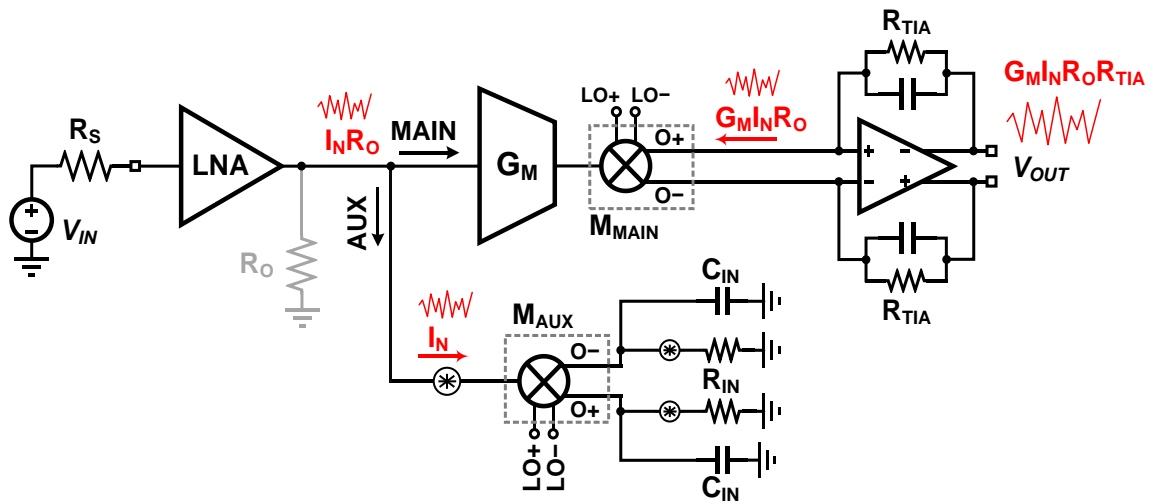 R_TIA
G_M I_N R_O R_TIA
LO+ LO−
I_N R_O
MAIN
G_M I_N R_O
R_S
O+
+ −
LNA
G_M
V_OUT
− +
O−
+
−
V_IN
AUX
M_MAIN
R_O
R_TIA
C_IN
M_AUX
I_N
O−
R_IN
O+
LO+
LO−
C_IN